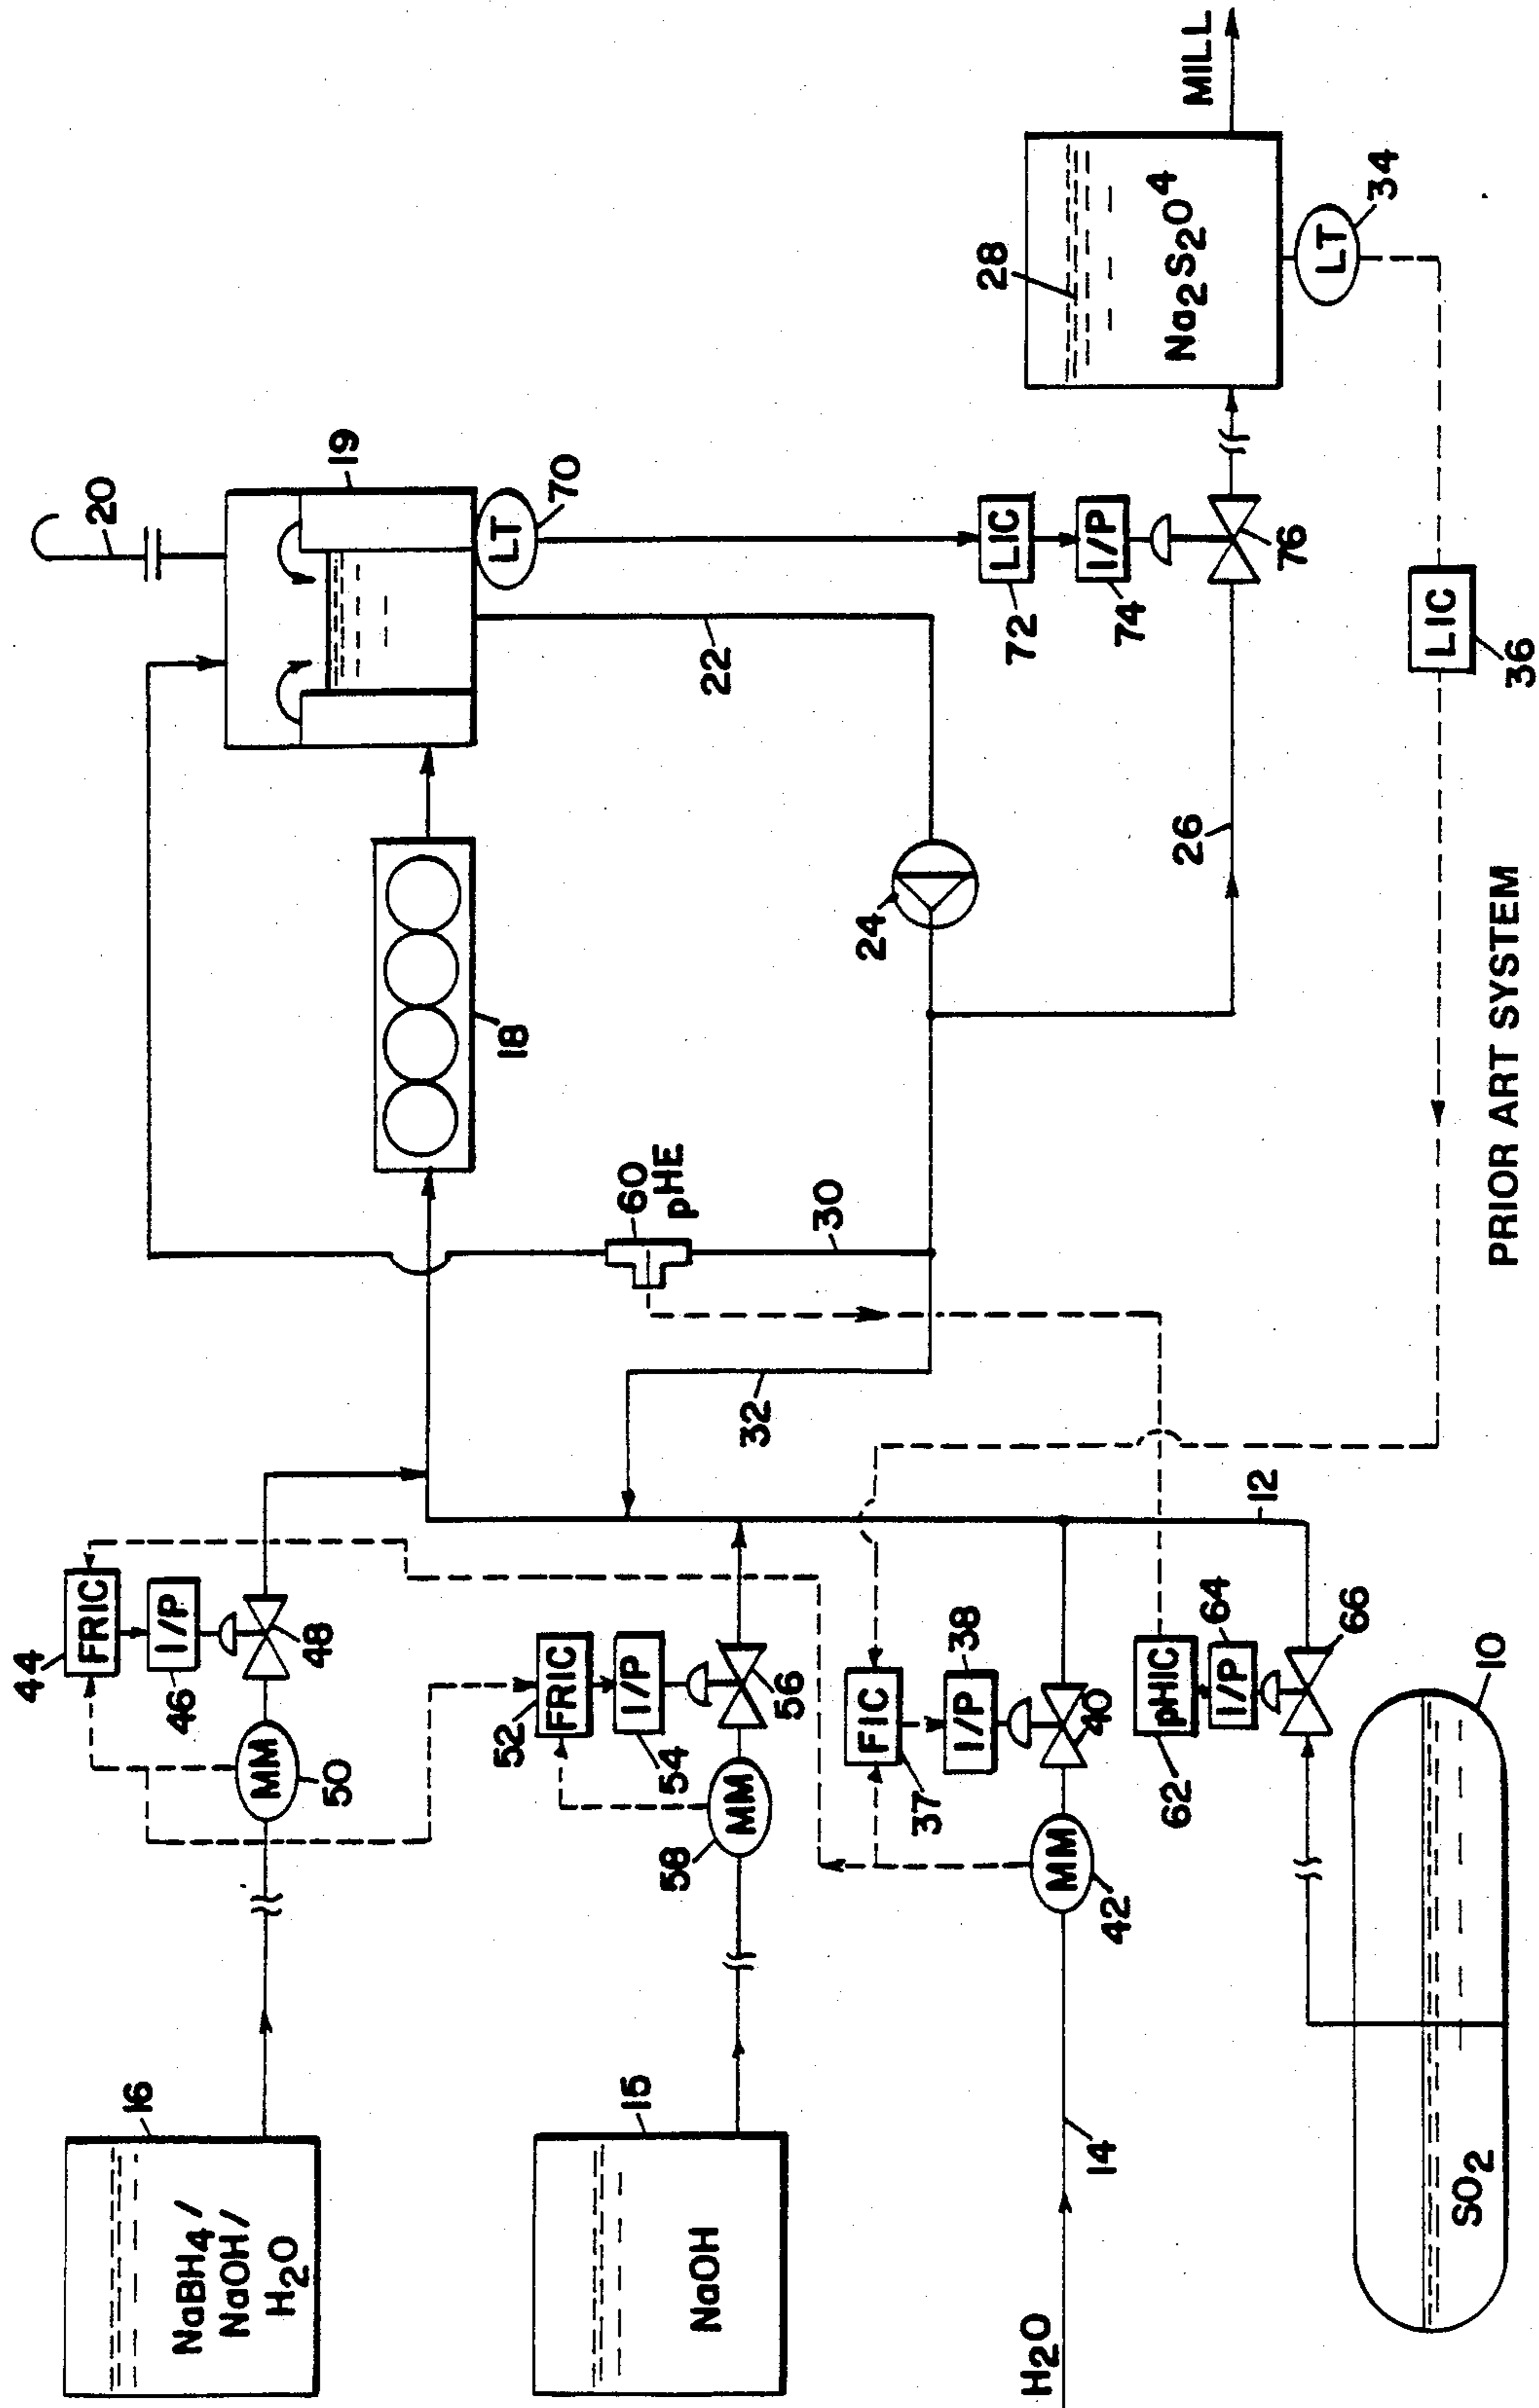 20
19
LT
70
MILL
28
Na2S2O4
LT
34
LIC
72
I/P
74
76
22
18
24
26
LIC
36
60
pHE
30
32
12
PRIOR ART SYSTEM
44
FRIC
I/P
46
48
MM
50
52
FRIC
I/P
54
56
58
MM
FIC
37
I/P
38
40
MM
42
pHIC
62
I/P
64
66
10
16
NaBH4/
NaOH/
H2O
15
NaOH
14
H2O
SO2